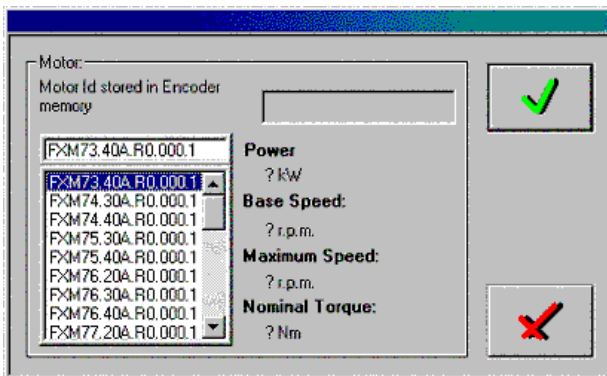 Motor:
Motor Id stored in Encoder
memory
FXM73.40A.R0.000.1
FXM73.40A.R0.000.1
FXM74.30A.R0.000.1
FXM74.40A.R0.000.1
FXM75.30A.R0.000.1
FXM75.40A.R0.000.1
FXM76.20A.R0.000.1
FXM76.30A.R0.000.1
FXM76.40A.R0.000.1
FXM77.20A.R0.000.1
Power
? kW
Base Speed:
? r.p.m.
Maximum Speed:
? r.p.m.
Nominal Torque:
? Nm